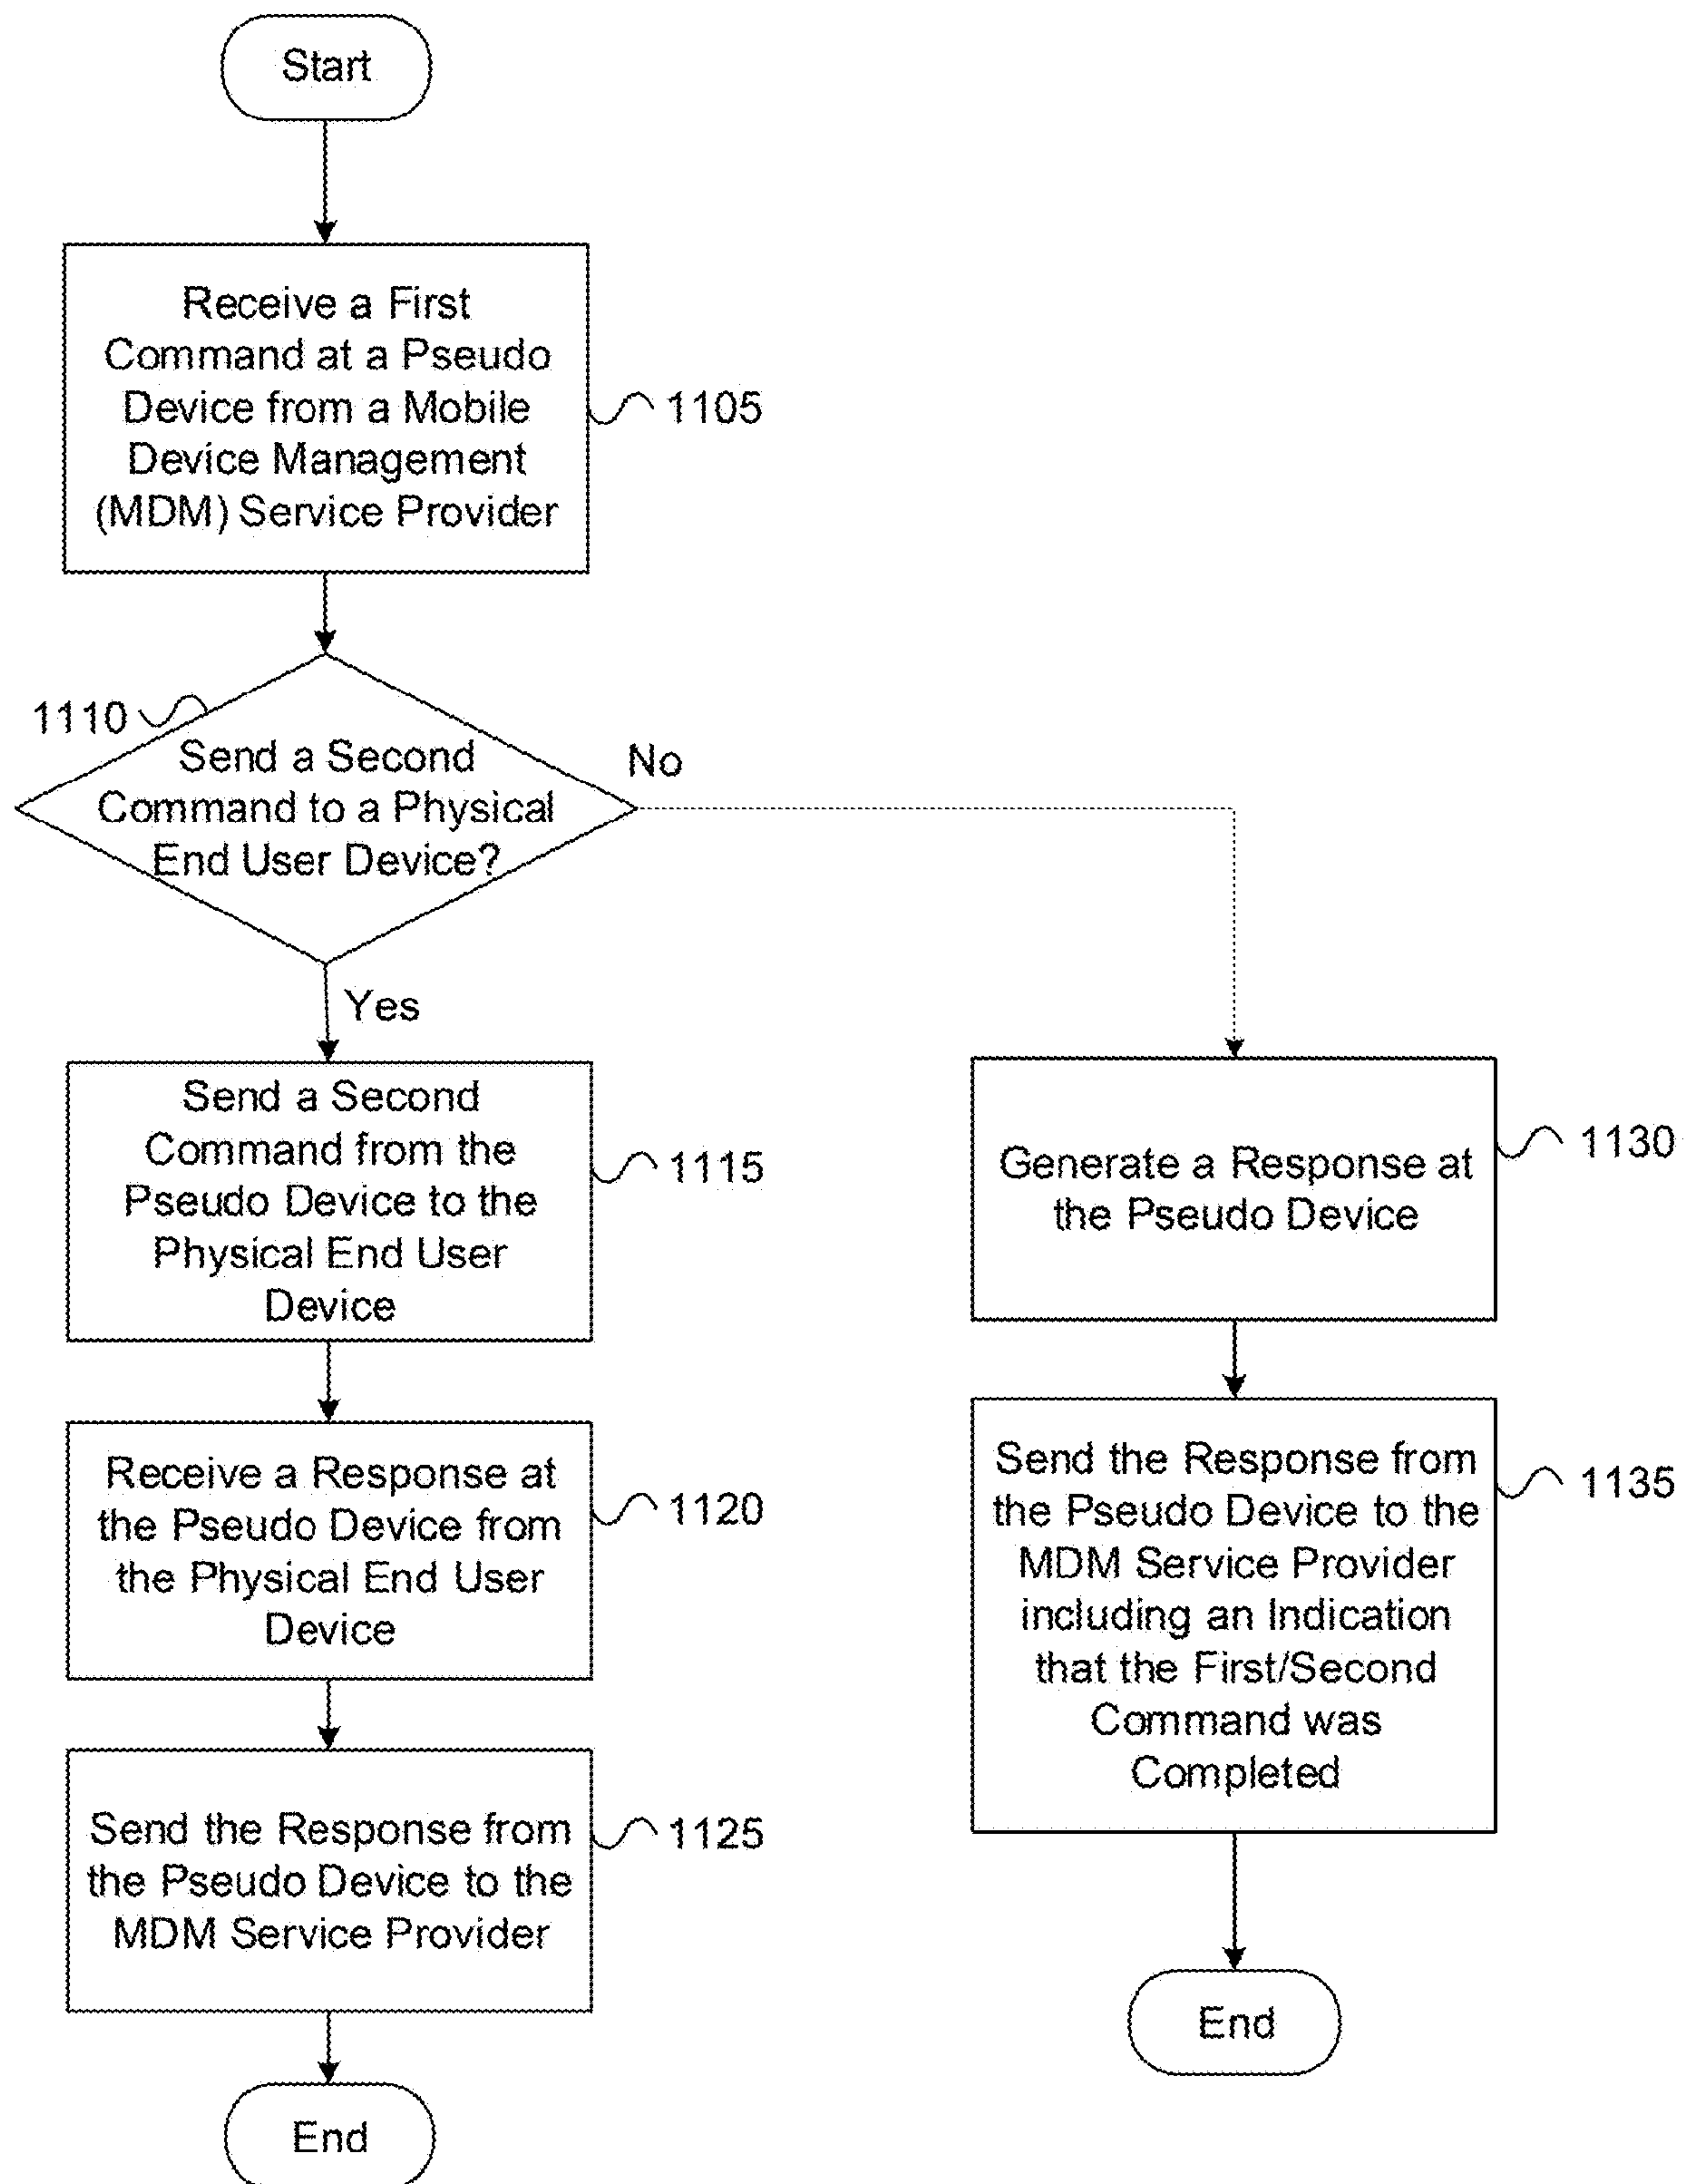 Start
Receive a First
Command at a Pseudo
Device from a Mobile
Device Management
(MDM) Service Provider
1105
1110
Send a Second
Command to a Physical
End User Device?
No
Yes
Send a Second
Command from the
Pseudo Device to the
Physical End User
Device
1115
Receive a Response at
the Pseudo Device from
the Physical End User
Device
1120
Send the Response from
the Pseudo Device to the
MDM Service Provider
1125
End
Generate a Response at
the Pseudo Device
1130
Send the Response from
the Pseudo Device to the
MDM Service Provider
including an Indication
that the First/Second
Command was
Completed
1135
End